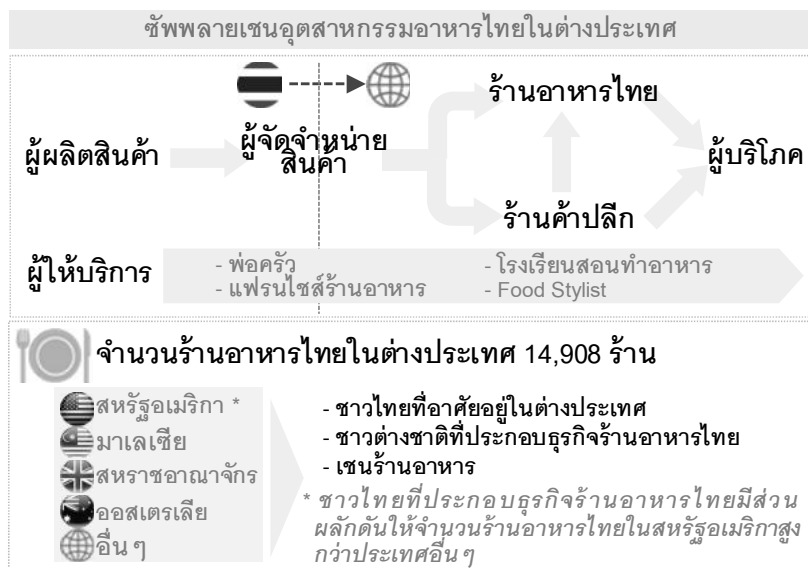 ซัพพลายเชนอุตสาหกรรมอาหารไทยในต่างประเทศ
ผู้ผลิตสินค้า
ผู้จัดจำหน่าย
สินค้า
ร้านอาหารไทย
ร้านค้าปลีก
ผู้บริโภค
ผู้ให้บริการ
- พ่อครัว
- แฟรนไชส์ร้านอาหาร
- โรงเรียนสอนทำอาหาร
- Food Stylist
จำนวนร้านอาหารไทยในต่างประเทศ 14,908 ร้าน
สหรัฐอเมริกา *
มาเลเซีย
สหราชอาณาจักร
ออสเตรเลีย
อื่น ๆ
- ชาวไทยที่อาศัยอยู่ในต่างประเทศ
- ชาวต่างชาติที่ประกอบธุรกิจร้านอาหารไทย
- เชนร้านอาหาร
* ชาวไทยที่ประกอบธุรกิจร้านอาหารไทยมีส่วน
ผลักดันให้จำนวนร้านอาหารไทยในสหรัฐอเมริกาสูง
กว่าประเทศอื่น ๆ